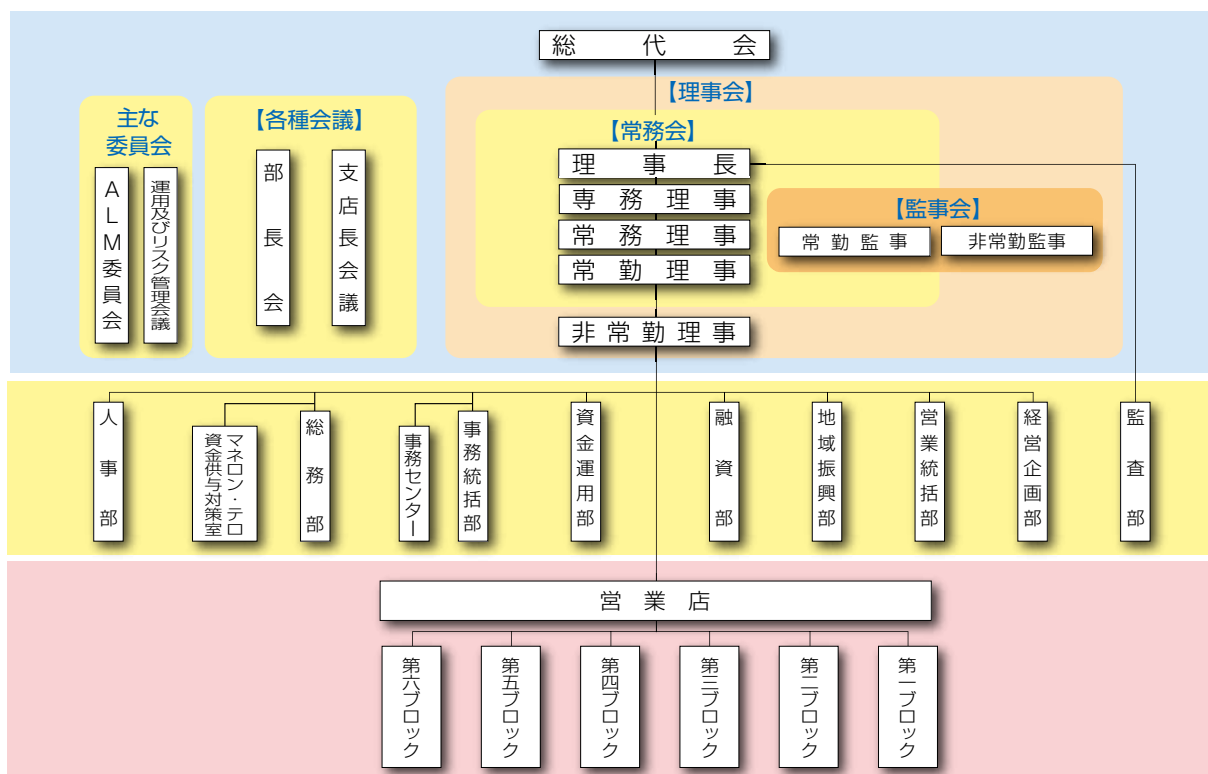 総代会
【理事会】
主な
委員会
ALM委員会
運用及びリスク管理会議
【各種会議】
部長会
支店長会議
【常務会】
理事長
専務理事
常務理事
常勤理事
【監事会】
常勤監事
非常勤監事
非常勤理事
人事部
マネロン・テロ
資金供与対策室
総務部
事務センター
事務統括部
資金運用部
融資部
地域振興部
営業統括部
経営企画部
監査部
営業店
第六ブロック
第五ブロック
第四ブロック
第三ブロック
第二ブロック
第一ブロック